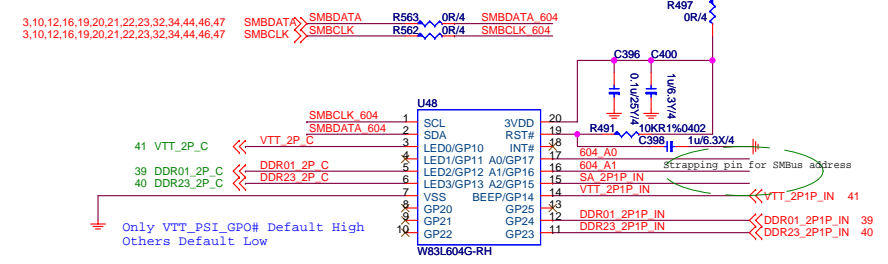 R497
0R/4
3,10,12,16,19,20,21,22,23,32,34,44,46,47 SMBDATA SMBDATA R563 0R/4 SMBDATA_604
3,10,12,16,19,20,21,22,23,32,34,44,46,47 SMBCLK SMBCLK R562 0R/4 SMBCLK_604
C396 C400
0.1u/25V/4 1u/6.3Y/4
U48
SMBCLK_604 1 SCL 3VDD 20
SMBDATA_604 2 SDA RST# 19 R491 10KR1%0402
41 VTT_2P_C VTT_2P_C 3 LED0/GP10 INT# 18 C398 1u/6.3X/4
4 LED1/GP11 A0/GP17 17 604_A0
strapping pin for SMBus address
39 DDR01_2P_C DDR01_2P_C 5 LED2/GP12 A1/GP16 16 604_A1
40 DDR23_2P_C DDR23_2P_C 6 LED3/GP13 A2/GP15 15 SA_2P1P_IN
7 VSS BEEP/GP14 14 VTT_2P1P_IN VTT_2P1P_IN 41
8 GP20 GP25 13
9 GP21 GP24 12 DDR01_2P1P_IN DDR01_2P1P_IN 39
10 GP22 GP23 11 DDR23_2P1P_IN DDR23_2P1P_IN 40
Only VTT_PSI_GPO# Default High
Others Default Low
W83L604G-RH